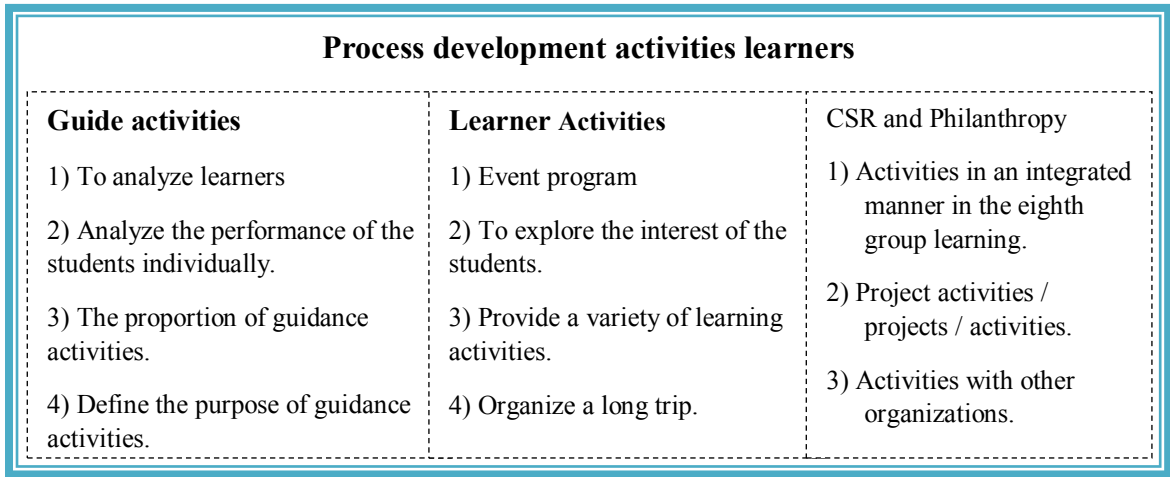 Process development activities learners
Guide activities
1) To analyze learners
2) Analyze the performance of the
students individually.
3) The proportion of guidance
activities.
4) Define the purpose of guidance
activities.
Learner Activities
1) Event program
2) To explore the interest of the
students.
3) Provide a variety of learning
activities.
4) Organize a long trip.
CSR and Philanthropy
1) Activities in an integrated
manner in the eighth
group learning.
2) Project activities /
projects / activities.
3) Activities with other
organizations.